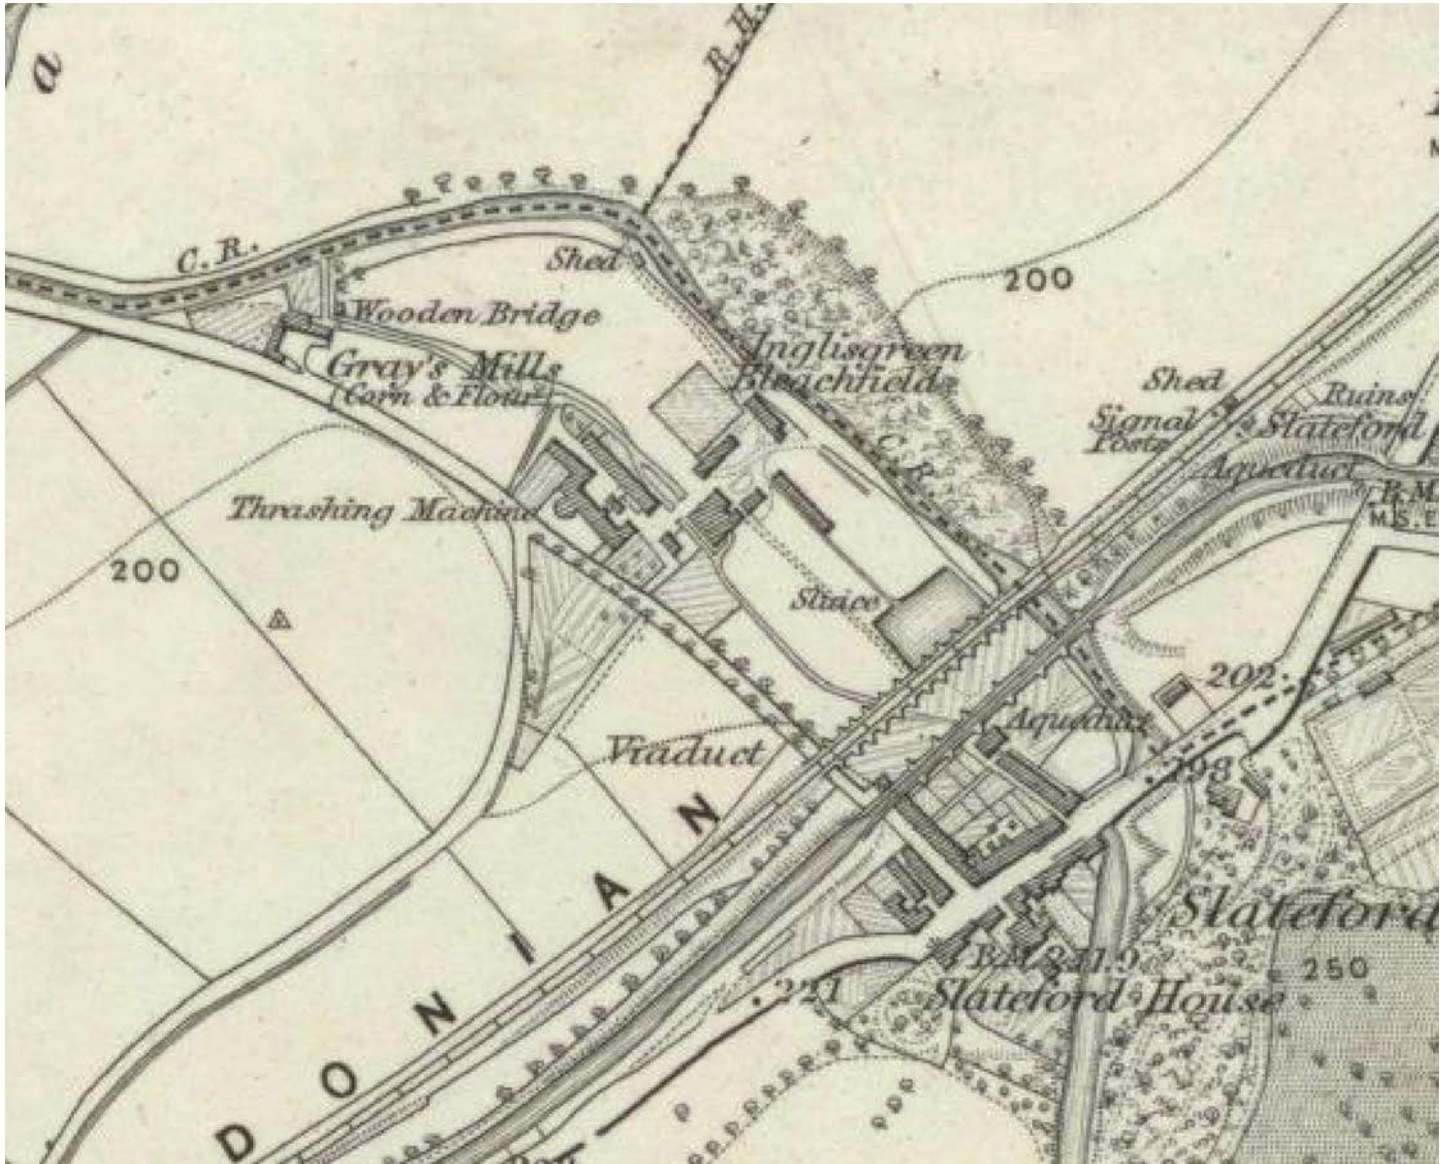 a
R.H.
C.R.
Shed
200
Wooden Bridge
Gray's Mills
Corn & Flour
Inglisgreen
Bleachfield
Shed
Signal
Posts
Ruins
Slateford
Aqueduct
B.M.
M.S.E
C.R.
Thrashing Machine
200
Sluice
202
Aqueduct
Viaduct
198
DONIAN
Slateford
B.M. 241.9
250
221
Slateford House